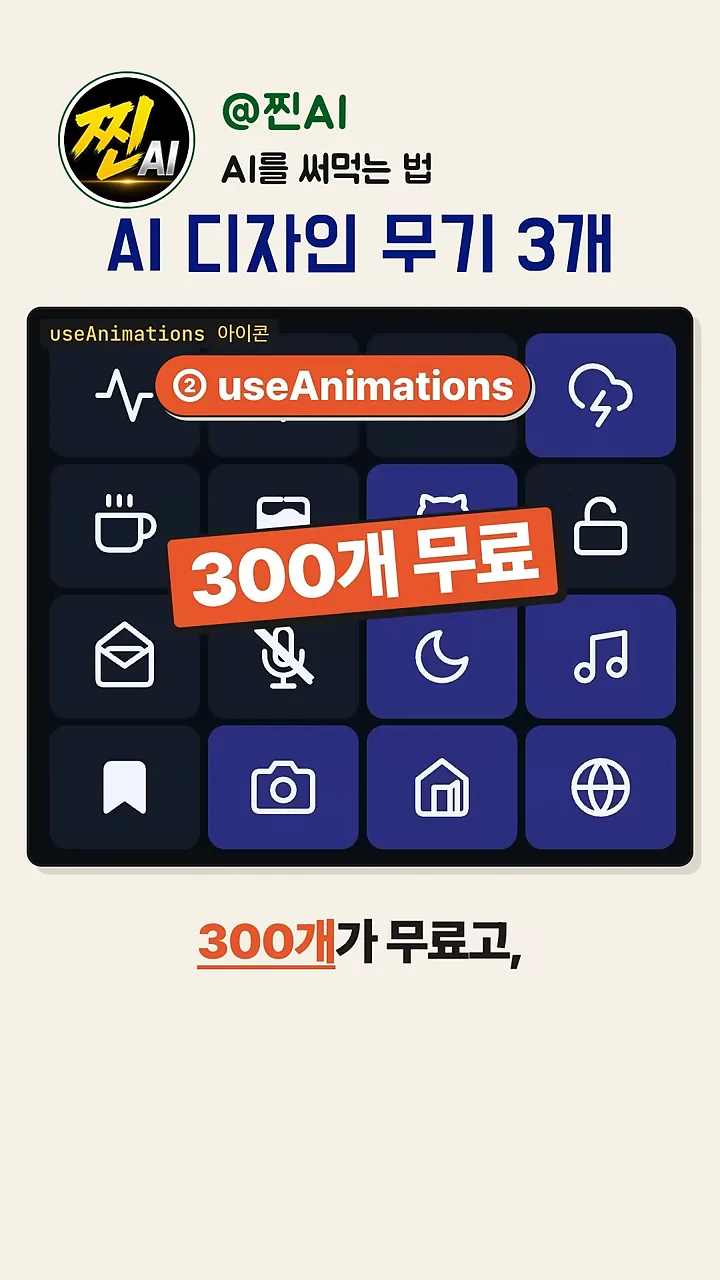 찐AI
@찐AI
AI를 써먹는 법
AI 디자인 무기 3개
useAnimations 아이콘
② useAnimations
300개 무료
300개가 무료고,